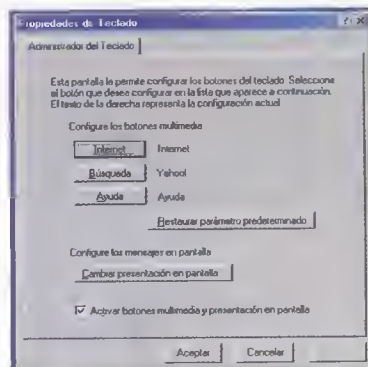 Propiedades de Teclado
Administrador del Teclado
Esta pantalla le permite configurar los botones del teclado. Seleccione
el botón que desea configurar en la lista que aparece a continuación.
El texto de la derecha representa la configuración actual
Configure los botones multimedia
Internet Internet
Búsqueda Yahoo!
Ayuda Ayuda
Restaurar parámetro predeterminado
Configure los mensajes en pantalla
Cambiar presentación en pantalla
Activar botones multimedia y presentación en pantalla
Aceptar Cancelar